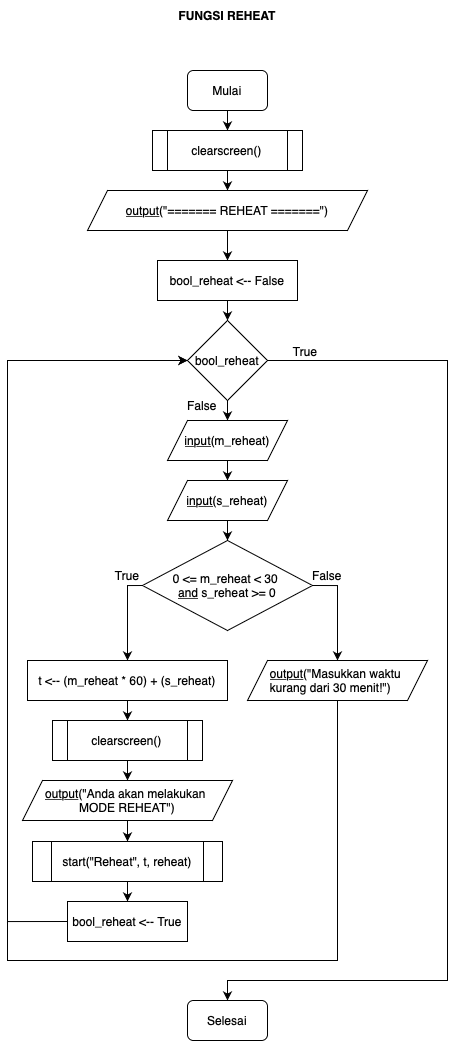 FUNGSI REHEAT
Mulai
clearscreen()
output("======= REHEAT =======")
bool_reheat <-- False
bool_reheat
True
False
input(m_reheat)
input(s_reheat)
0 <= m_reheat < 30
and s_reheat >= 0
True
False
t <-- (m_reheat * 60) + (s_reheat)
output("Masukkan waktu
kurang dari 30 menit!")
clearscreen()
output("Anda akan melakukan
MODE REHEAT")
start("Reheat", t, reheat)
bool_reheat <-- True
Selesai